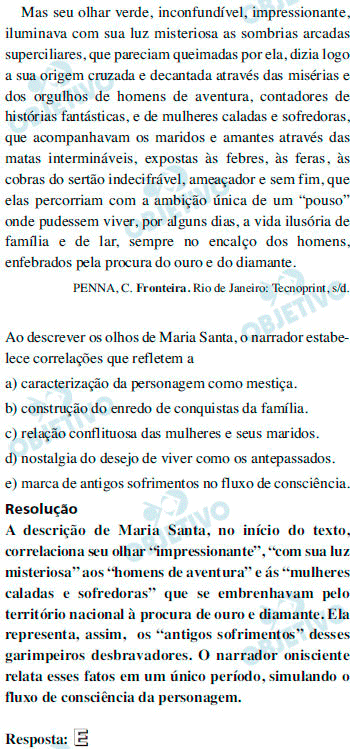 Mas seu olhar verde, inconfundível, impressionante,
iluminava com sua luz misteriosa as sombrias arcadas
superciliares, que pareciam queimadas por ela, dizia logo
a sua origem cruzada e decantada através das misérias e
dos orgulhos de homens de aventura, contadores de
histórias fantásticas, e de mulheres caladas e sofredoras,
que acompanhavam os maridos e amantes através das
matas intermináveis, expostas às febres, às feras, às
cobras do sertão indecifrável, ameaçador e sem fim, que
elas percorriam com a ambição única de um “pouso”
onde pudessem viver, por alguns dias, a vida ilusória de
família e de lar, sempre no encalço dos homens,
enfebrados pela procura do ouro e do diamante.
PENNA, C. Fronteira. Rio de Janeiro: Tecnoprint, s/d.
Ao descrever os olhos de Maria Santa, o narrador estabe-
lece correlações que refletem a
a) caracterização da personagem como mestiça.
b) construção do enredo de conquistas da família.
c) relação conflituosa das mulheres e seus maridos.
d) nostalgia do desejo de viver como os antepassados.
e) marca de antigos sofrimentos no fluxo de consciência.
Resolução
A descrição de Maria Santa, no início do texto,
correlaciona seu olhar “impressionante”, “com sua luz
misteriosa” aos “homens de aventura” e ás “mulheres
caladas e sofredoras” que se embrenhavam pelo
território nacional à procura de ouro e diamante. Ela
representa, assim, os “antigos sofrimentos” desses
garimpeiros desbravadores. O narrador onisciente
relata esses fatos em um único período, simulando o
fluxo de consciência da personagem.
Resposta: E
OBJETIVO
OBJETIVO
OBJETIVO
OBJETIVO
OBJETIVO
OBJETIVO
OBJETIVO
OBJETIVO
OBJETIVO